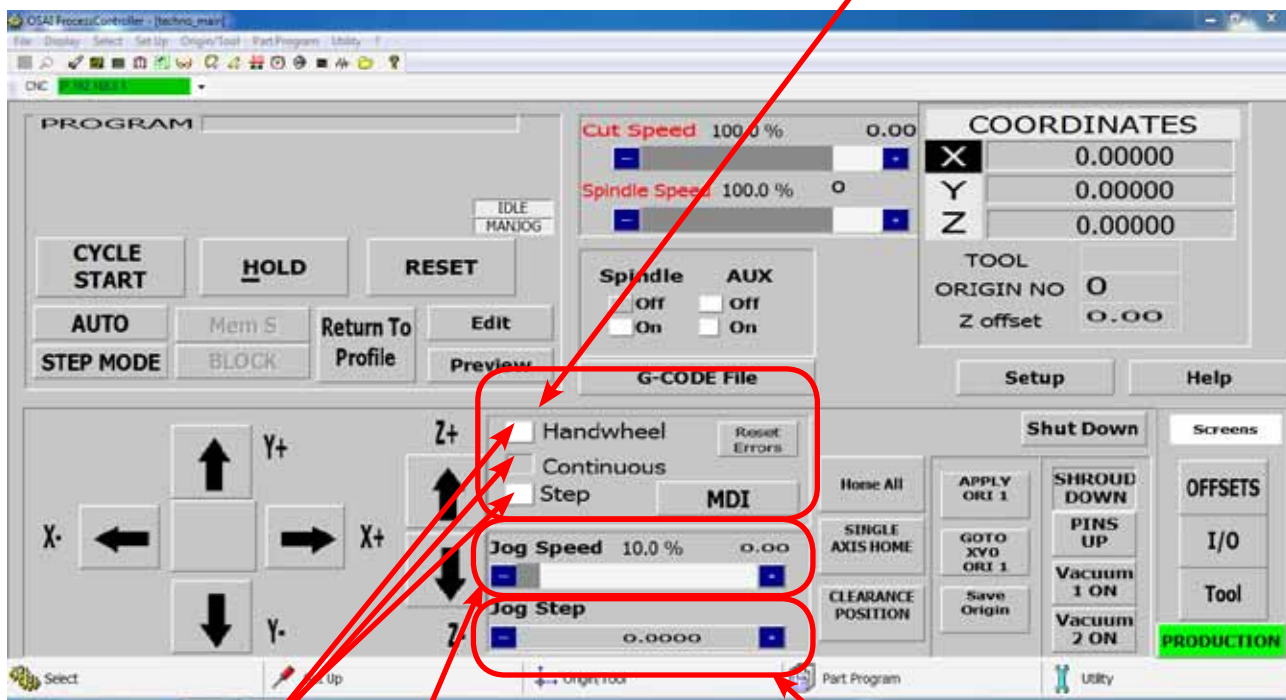 OSAI ProcessController - [techno_main]
File Display Select Set Up Origin/Tool Part Program Utility ?
CNC
PROGRAM
IDLE
MANJOG
CYCLE
START
HOLD
RESET
AUTO
Mem S
Return To
Profile
Edit
STEP MODE
BLOCK
Preview
Cut Speed 100.0 % 0.00
- +
Spindle Speed 100.0 % 0
- +
Spindle AUX
Off Off
On On
G-CODE File
COORDINATES
X 0.00000
Y 0.00000
Z 0.00000
TOOL
ORIGIN NO 0
Z offset 0.00
Setup
Help
Y+
X- X+
Y-
Z+
Z-
Handwheel
Reset
Errors
Continuous
Step
MDI
Jog Speed 10.0 % 0.00
-
Jog Step
- 0.0000
Home All
SINGLE
AXIS HOME
CLEARANCE
POSITION
APPLY
ORI 1
GOTO
XY0
ORI 1
Save
Origin
Shut Down
SHROUD
DOWN
PINS
UP
Vacuum
1 ON
Vacuum
2 ON
Screens
OFFSETS
I/O
Tool
PRODUCTION
Select
Up
Origin/Tool
Part Program
Utility